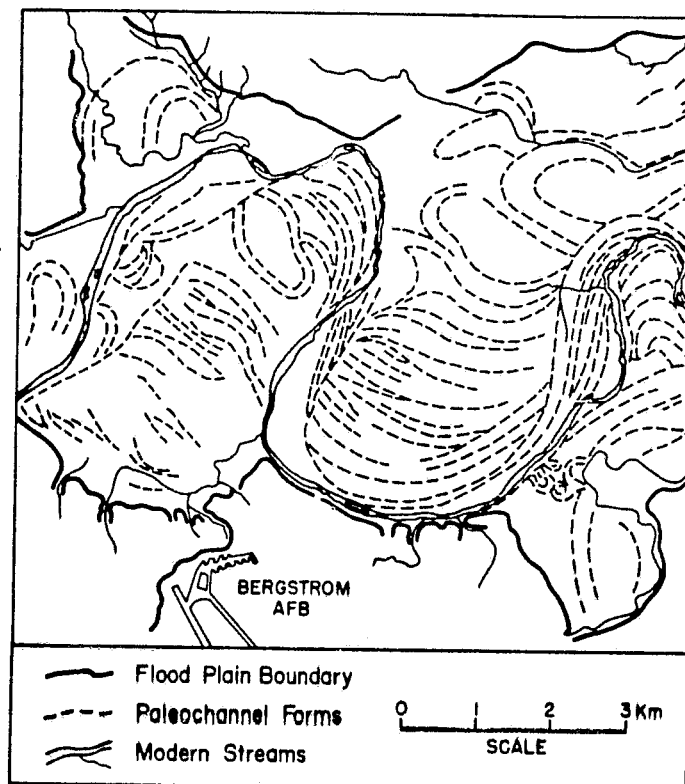 BERGSTROM
AFB
Flood Plain Boundary
Paleochannel Forms
Modern Streams
0 1 2 3 Km
SCALE